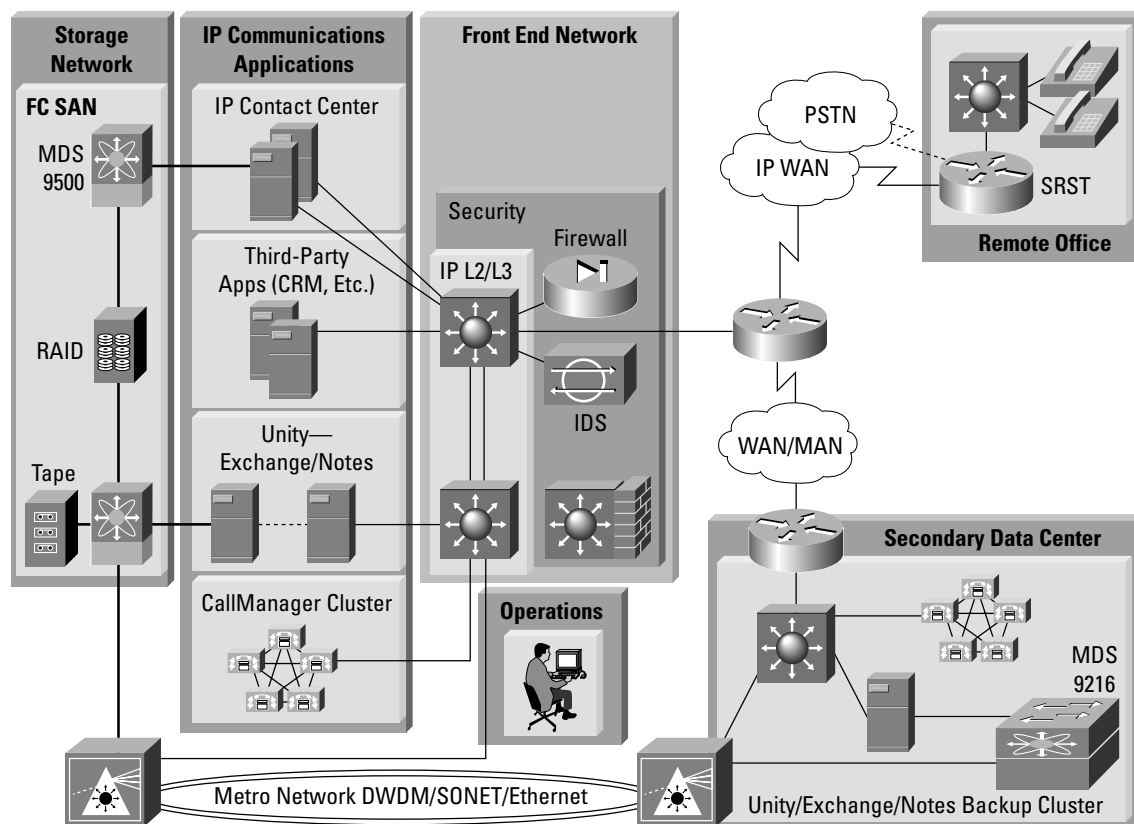 Storage
Network
FC SAN
MDS
9500
RAID
Tape
IP Communications
Applications
IP Contact Center
Third-Party
Apps (CRM, Etc.)
Unity—
Exchange/Notes
CallManager Cluster
Front End Network
Security
Firewall
IP L2/L3
IDS
Operations
PSTN
IP WAN
SRST
Remote Office
WAN/MAN
Secondary Data Center
MDS
9216
Unity/Exchange/Notes Backup Cluster
Metro Network DWDM/SONET/Ethernet